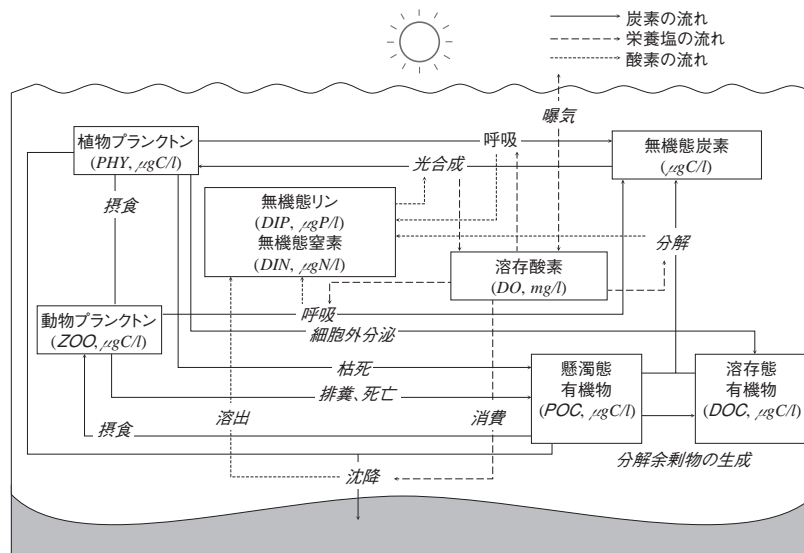 炭素の流れ
栄養塩の流れ
酸素の流れ
曝気
植物プランクトン
(PHY, μgC/l)
呼吸
光合成
無機態炭素
(μgC/l)
摂食
無機態リン
(DIP, μgP/l)
無機態窒素
(DIN, μgN/l)
分解
溶存酸素
(DO, mg/l)
動物プランクトン
(ZOO, μgC/l)
呼吸
細胞外分泌
枯死
懸濁態
有機物
(POC, μgC/l)
溶存態
有機物
(DOC, μgC/l)
排糞、死亡
摂食
溶出
消費
分解余剰物の生成
沈降